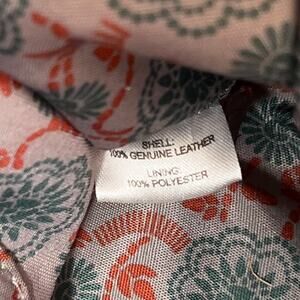 SHELL:
100% GENUINE LEATHER
LINING:
100% POLYESTER